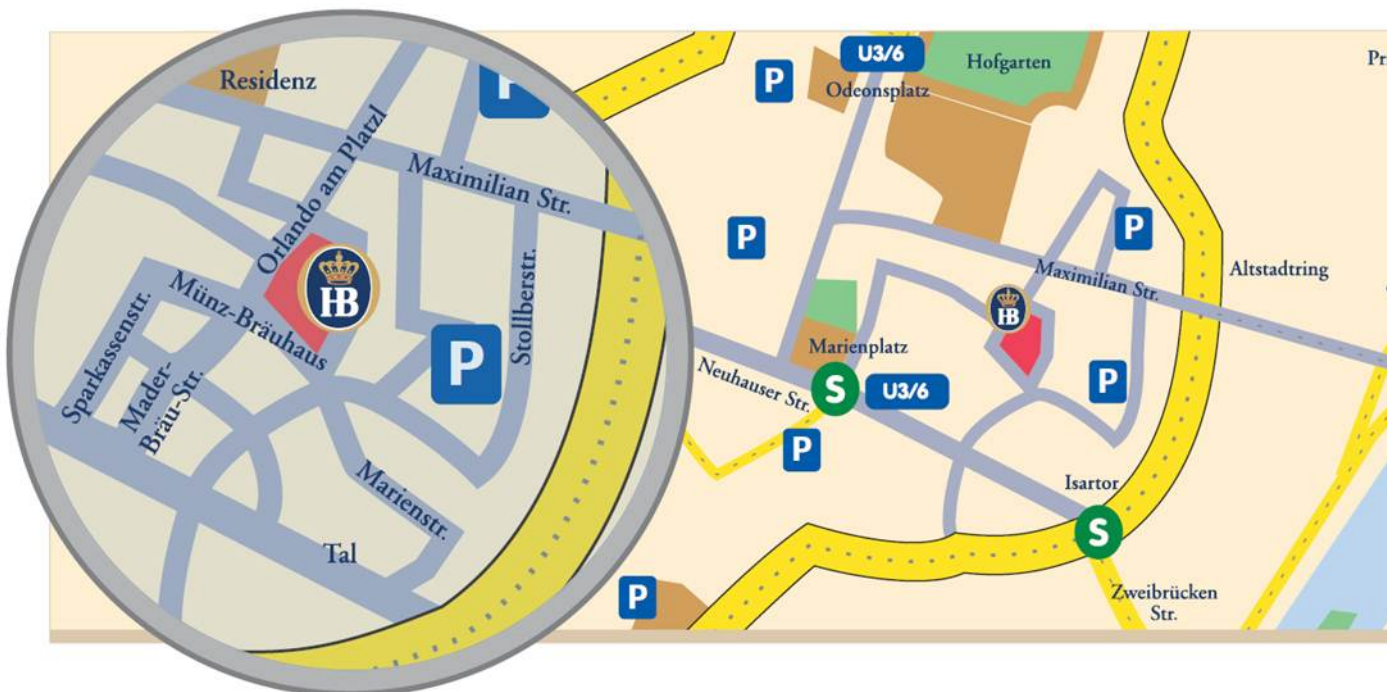 Residenz
Orlando am Platzl
Maximilian Str.
HB
Münz-Bräuhaus
Stollberstr.
Sparkassenstr.
Mader-
Bräu-Str.
P
P
Marienstr.
Tal
U3/6
Hofgarten
P
Odeonsplatz
P
P
Maximilian Str.
Altstadtring
HB
Marienplatz
Neuhauser Str.
S
U3/6
P
P
Isartor
S
Zweibrücken
Str.
P